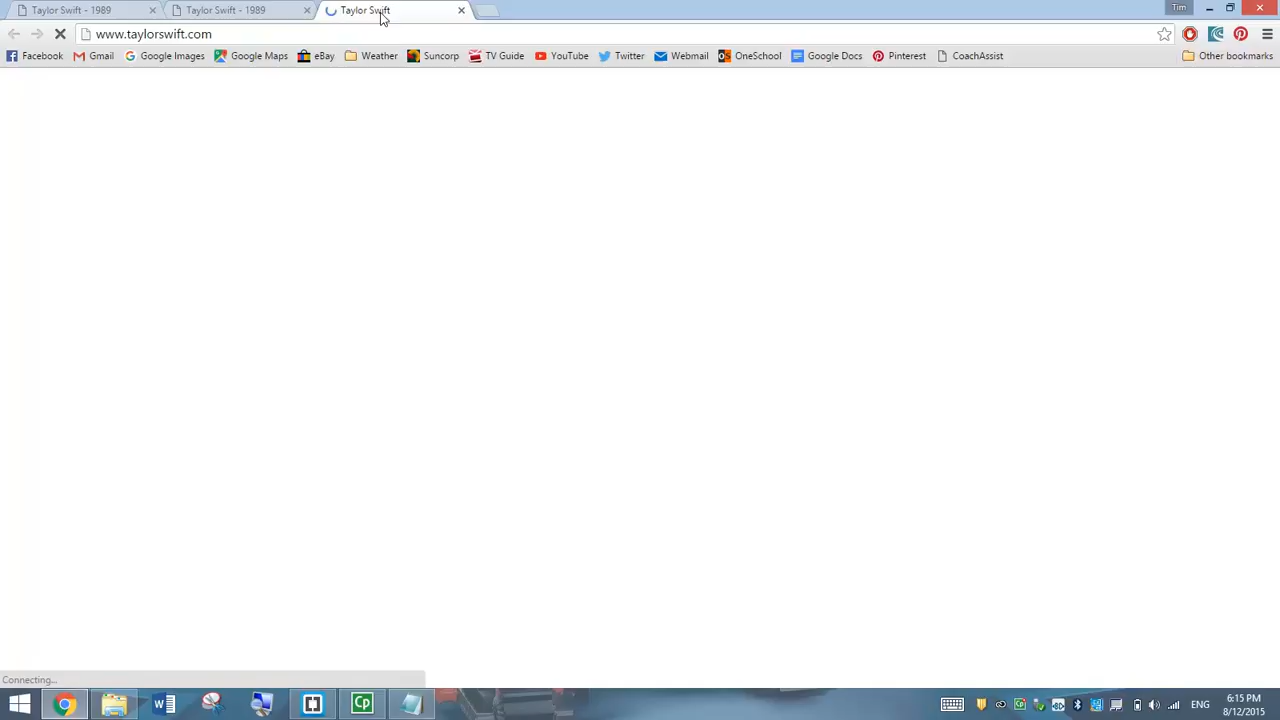 Taylor Swift - 1989 Taylor Swift - 1989 Taylor Swift Tim
www.taylorswift.com
Facebook Gmail Google Images Google Maps eBay Weather Suncorp TV Guide YouTube Twitter Webmail OneSchool Google Docs Pinterest CoachAssist Other bookmarks
Connecting...
ENG 6:15 PM
8/12/2015